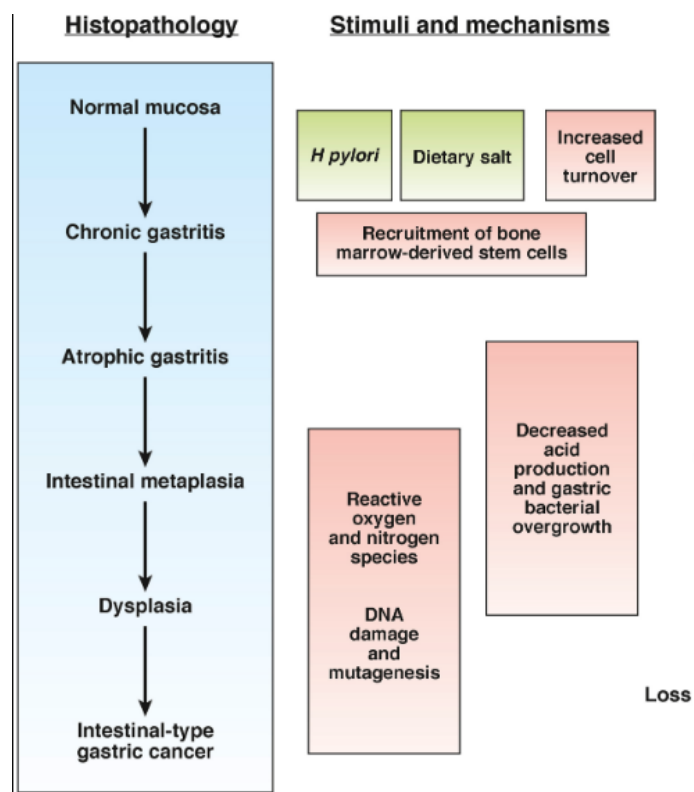 Histopathology
Stimuli and mechanisms
Normal mucosa
Chronic gastritis
Atrophic gastritis
Intestinal metaplasia
Dysplasia
Intestinal-type
gastric cancer
H pylori
Dietary salt
Increased
cell
turnover
Recruitment of bone
marrow-derived stem cells
Decreased
acid
production
and gastric
bacterial
overgrowth
Reactive
oxygen
and nitrogen
species
DNA
damage
and
mutagenesis
Loss